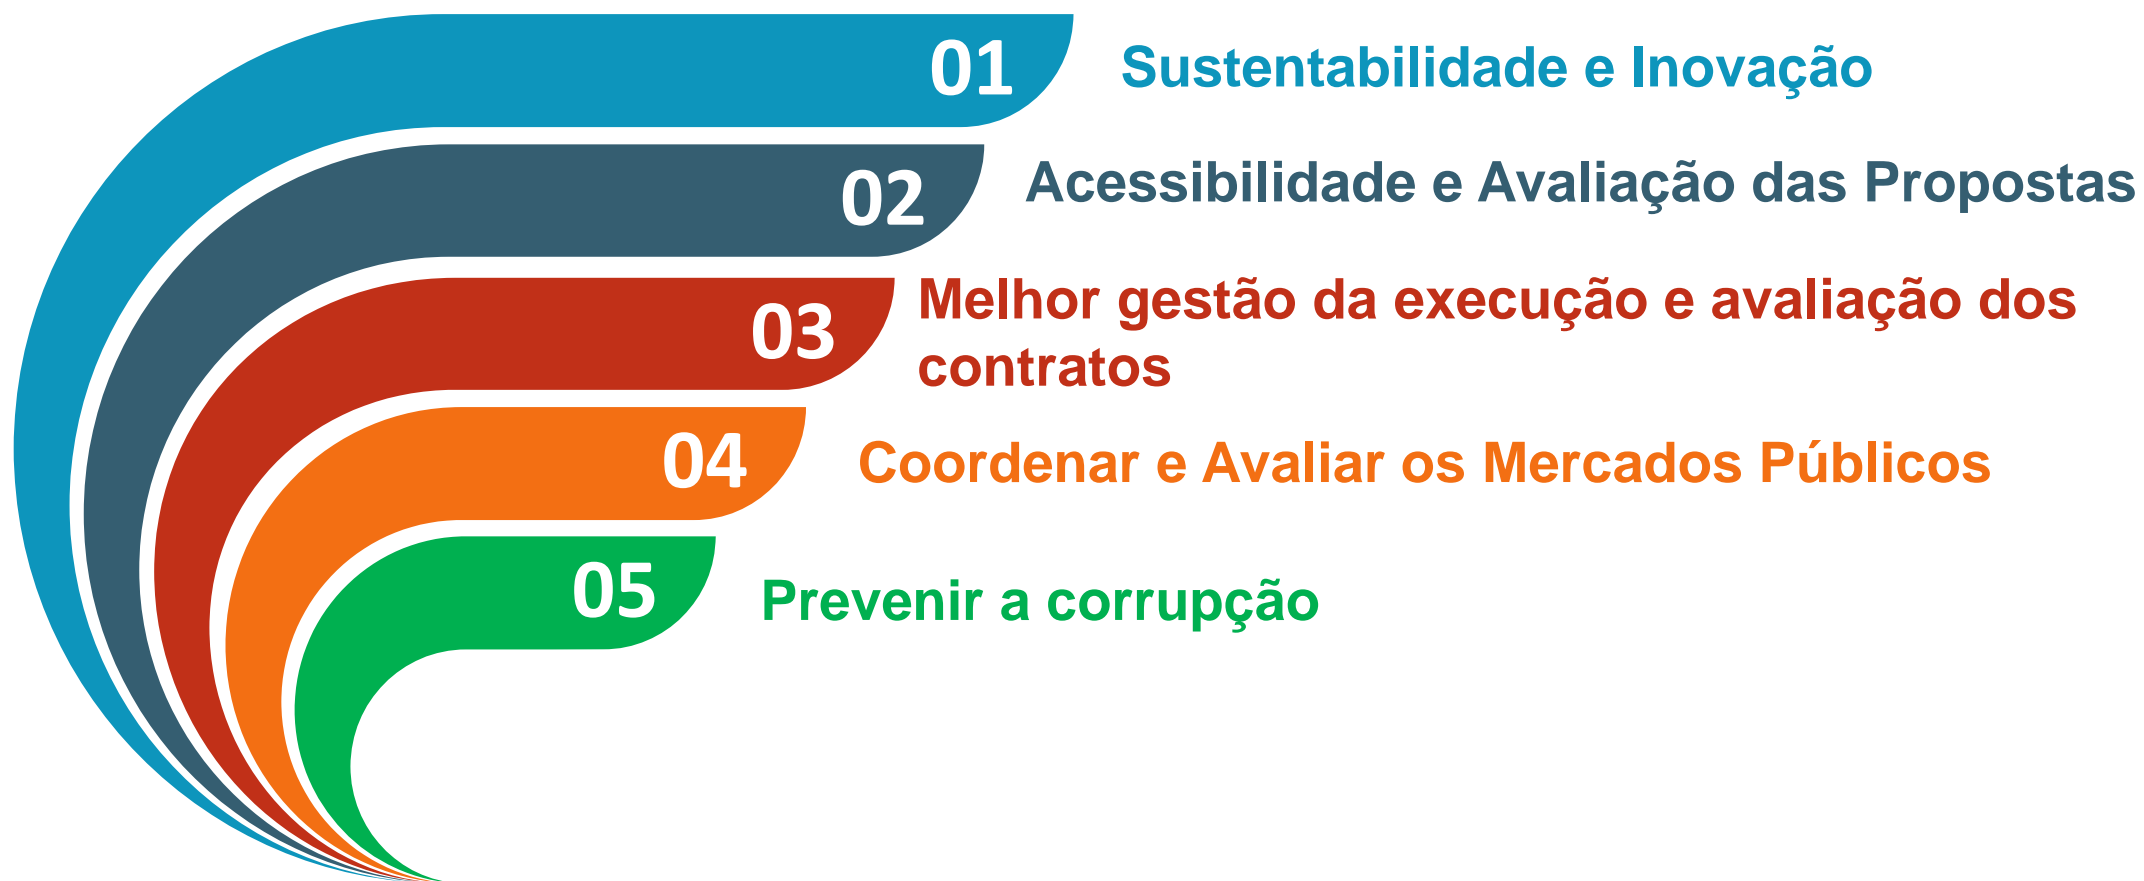 01 Sustentabilidade e Inovação
02 Acessibilidade e Avaliação das Propostas
03 Melhor gestão da execução e avaliação dos
contratos
04 Coordenar e Avaliar os Mercados Públicos
05 Prevenir a corrupção